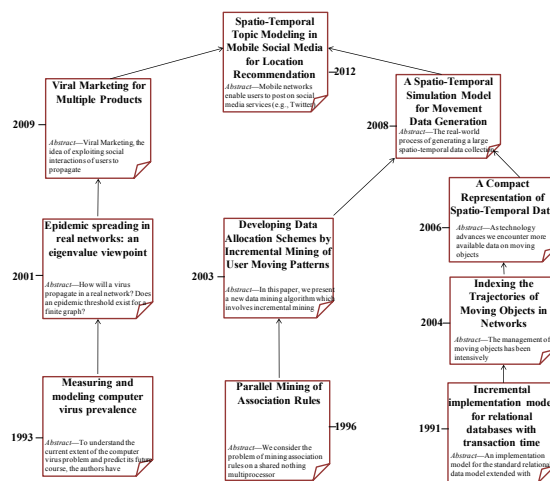 Spatio-Temporal
Topic Modeling in
Mobile Social Media
for Location
Recommendation
Abstract—Mobile networks
enable users to post on social
media services (e.g., Twitter)
2012
Viral Marketing for
Multiple Products
2009
Abstract—Viral Marketing, the
idea of exploiting social
interactions of users to
propagate
A Spatio-Temporal
Simulation Model
for Movement
Data Generation
2008
Abstract—The real-world
process of generating a large
spatio-temporal data collection
A Compact
Representation of
Spatio-Temporal Data
2006
Abstract—As technology
advances we encounter more
available data on moving
objects
Epidemic spreading in
real networks: an
eigenvalue viewpoint
2001
Abstract—How will a virus
propagate in a real network? Does
an epidemic threshold exist for a
finite graph?
Developing Data
Allocation Schemes by
Incremental Mining of
User Moving Patterns
2003
Abstract—In this paper, we present
a new data mining algorithm which
involves incremental mining
Indexing the
Trajectories of
Moving Objects in
Networks
2004
Abstract—The management of
moving objects has been
intensively
Measuring and
modeling computer
virus prevalence
1993
Abstract—To understand the
current extent of the computer
virus problem and predict its future
course, the authors have
Parallel Mining of
Association Rules
1996
Abstract—We consider the
problem of mining association
rules on a shared nothing
multiprocessor
Incremental
implementation model
for relational
databases with
transaction time
1991
Abstract—An implementation
model for the standard relational
data model extended with